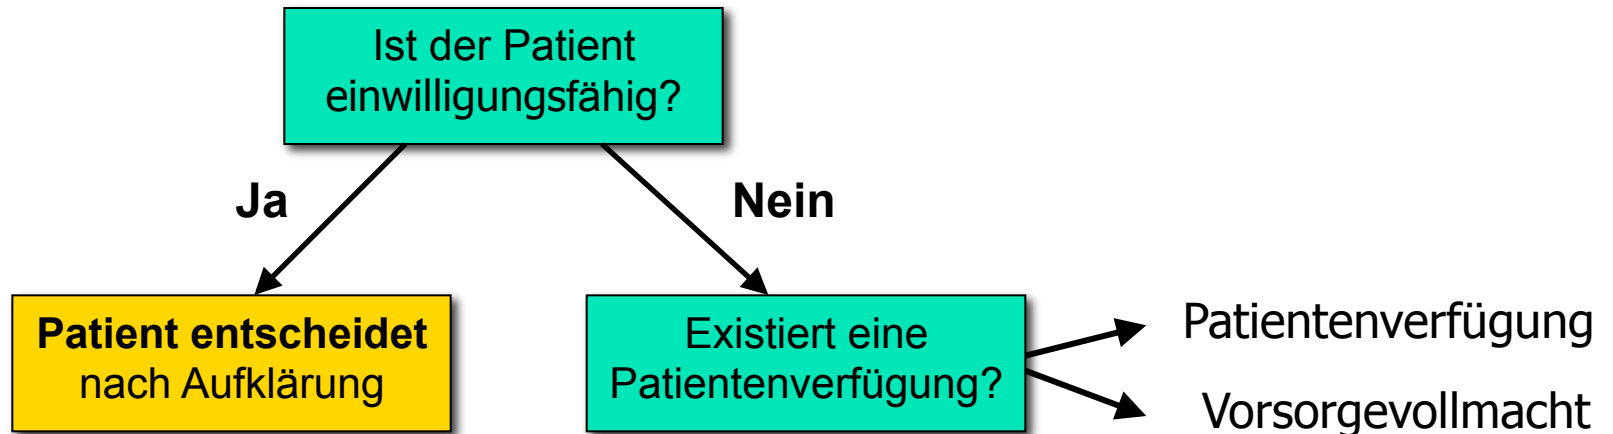 Ist der Patient
einwilligungsfähig?
Ja
Nein
Patient entscheidet
nach Aufklärung
Existiert eine
Patientenverfügung?
Patientenverfügung
Vorsorgevollmacht